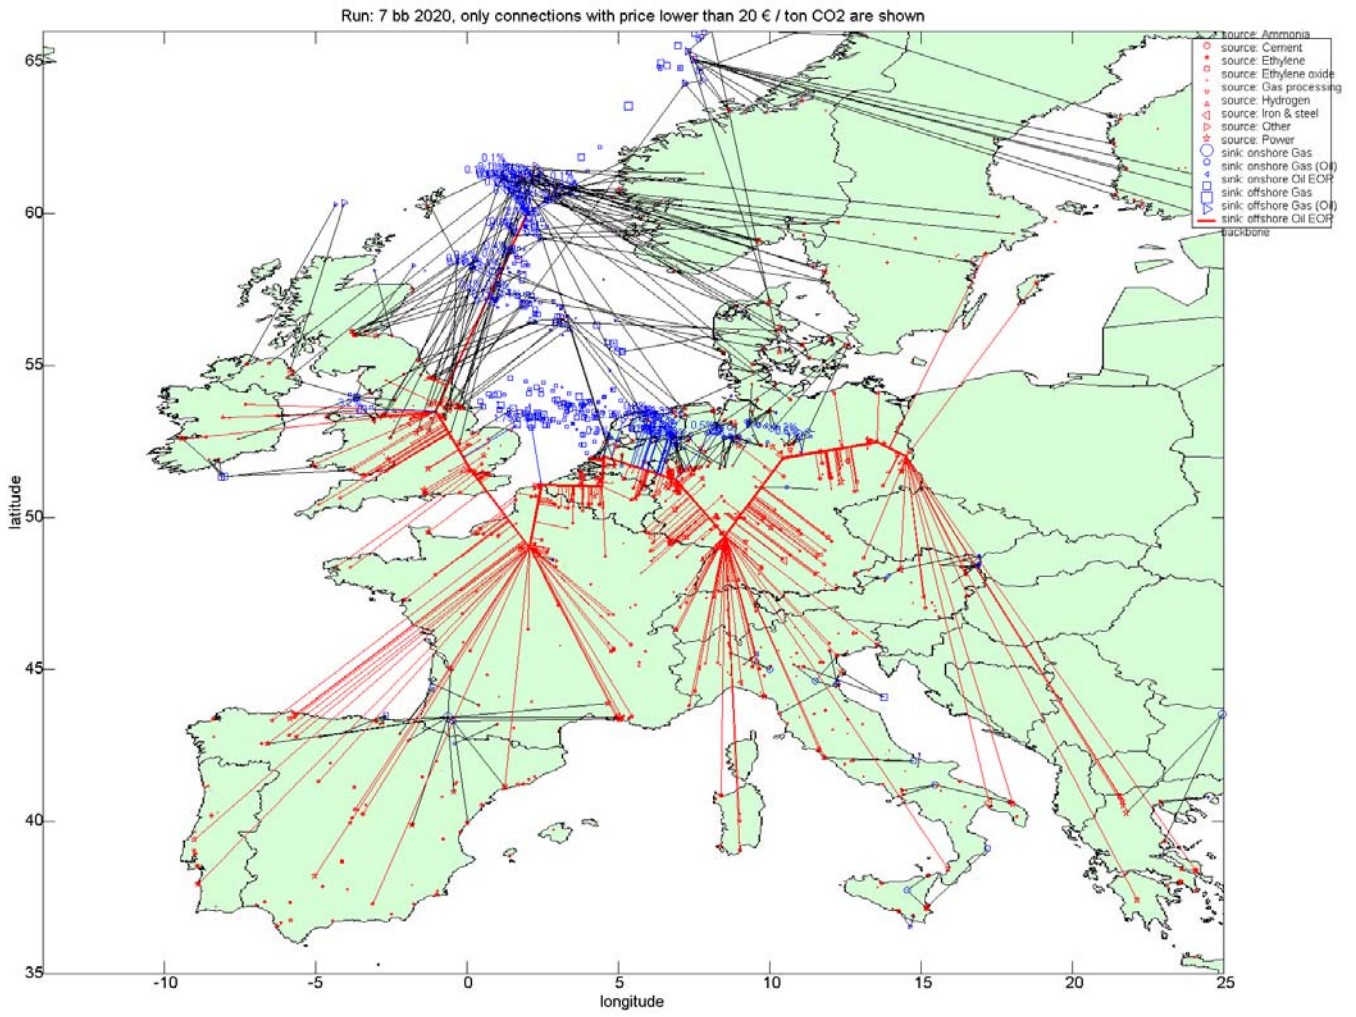 Run: 7 bb 2020, only connections with price lower than 20 € / ton CO2 are shown
source: Ammonia
source: Cement
source: Ethylene
source: Ethylene oxide
source: Gas processing
source: Hydrogen
source: Iron & steel
source: Other
source: Power
sink: onshore Gas
sink: onshore Gas (Oil)
sink: onshore Oil EOR
sink: offshore Gas
sink: offshore Gas (Oil)
sink: offshore Oil EOR
backbone
65
60
55
50
45
40
35
latitude
0.1%
0.1%
-10
-5
0
5
10
15
20
25
longitude